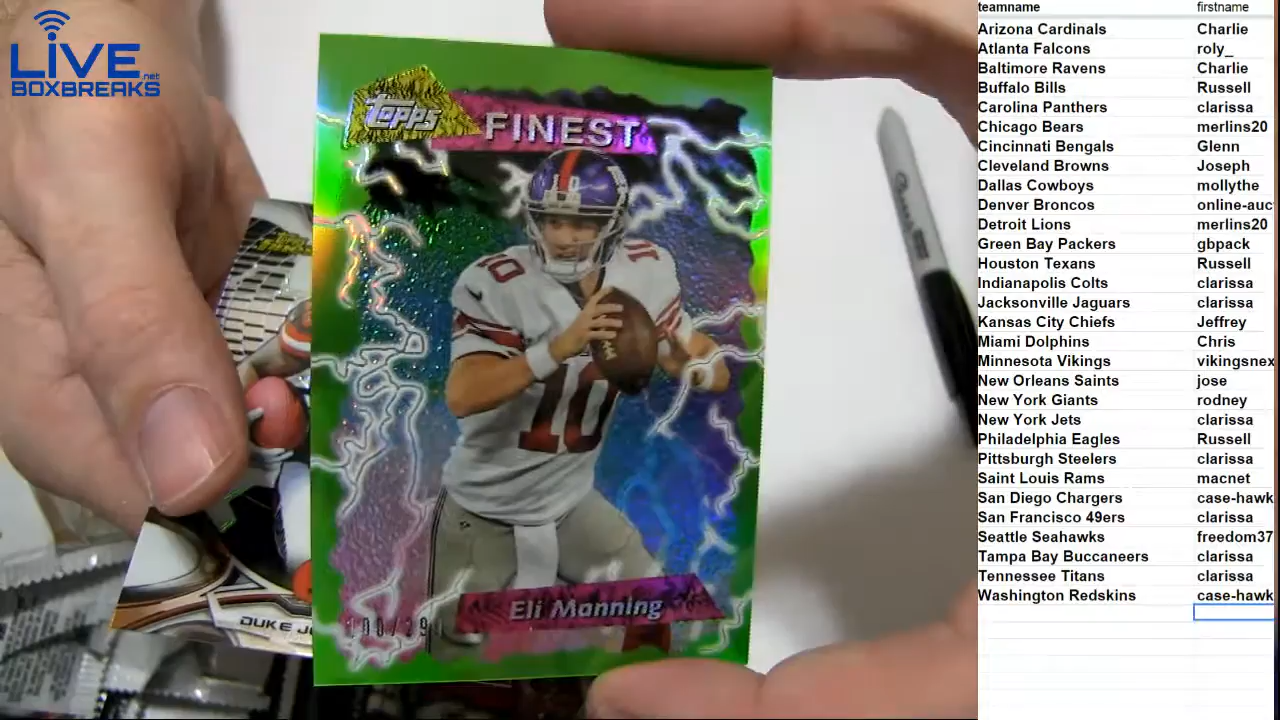 LIVE
BOXBREAKS.net
TOPPS
FINEST
10
10
10
Eli Manning
DUKE
teamname firstname
Arizona Cardinals Charlie
Atlanta Falcons roly_
Baltimore Ravens Charlie
Buffalo Bills Russell
Carolina Panthers clarissa
Chicago Bears merlins20
Cincinnati Bengals Glenn
Cleveland Browns Joseph
Dallas Cowboys mollythe
Denver Broncos online-auc
Detroit Lions merlins20
Green Bay Packers gbpack
Houston Texans Russell
Indianapolis Colts clarissa
Jacksonville Jaguars clarissa
Kansas City Chiefs Jeffrey
Miami Dolphins Chris
Minnesota Vikings vikingsnex
New Orleans Saints jose
New York Giants rodney
New York Jets clarissa
Philadelphia Eagles Russell
Pittsburgh Steelers clarissa
Saint Louis Rams macnet
San Diego Chargers case-hawk
San Francisco 49ers clarissa
Seattle Seahawks freedom37
Tampa Bay Buccaneers clarissa
Tennessee Titans clarissa
Washington Redskins case-hawk